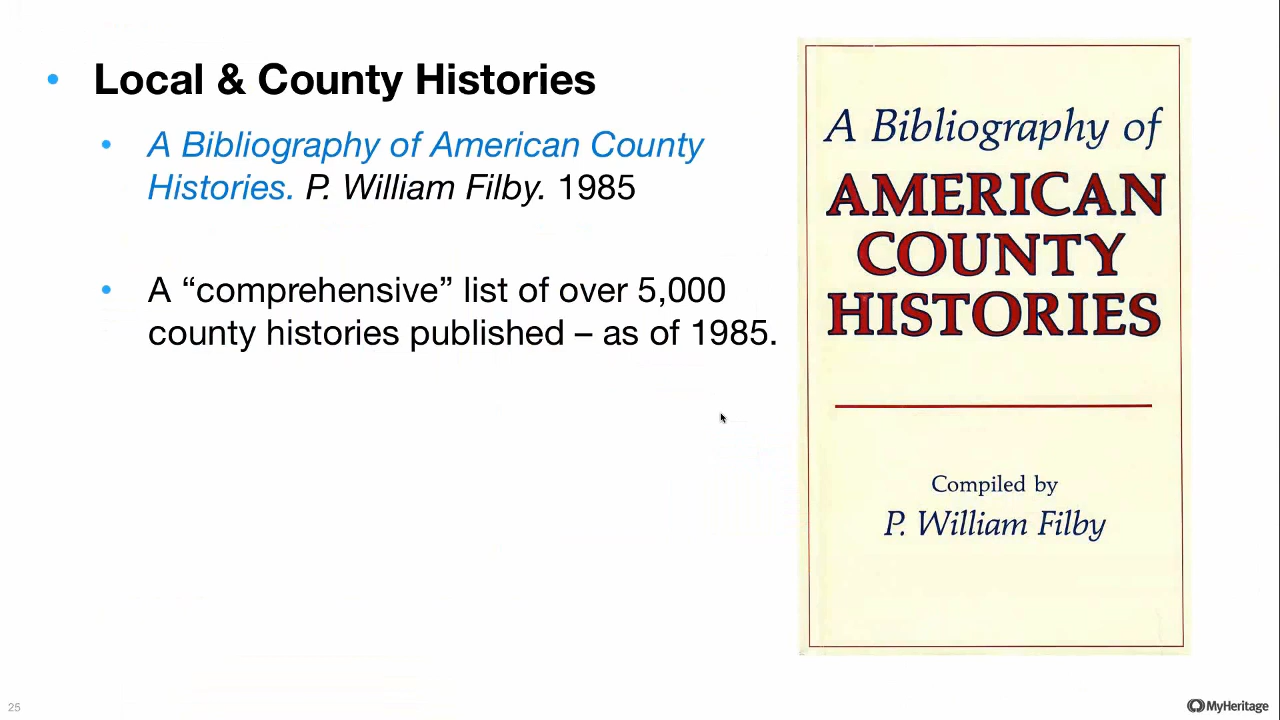 • Local & County Histories
• A Bibliography of American County
Histories. P. William Filby. 1985
• A “comprehensive” list of over 5,000
county histories published – as of 1985.
A Bibliography of
AMERICAN
COUNTY
HISTORIES
Compiled by
P. William Filby
25
MyHeritage